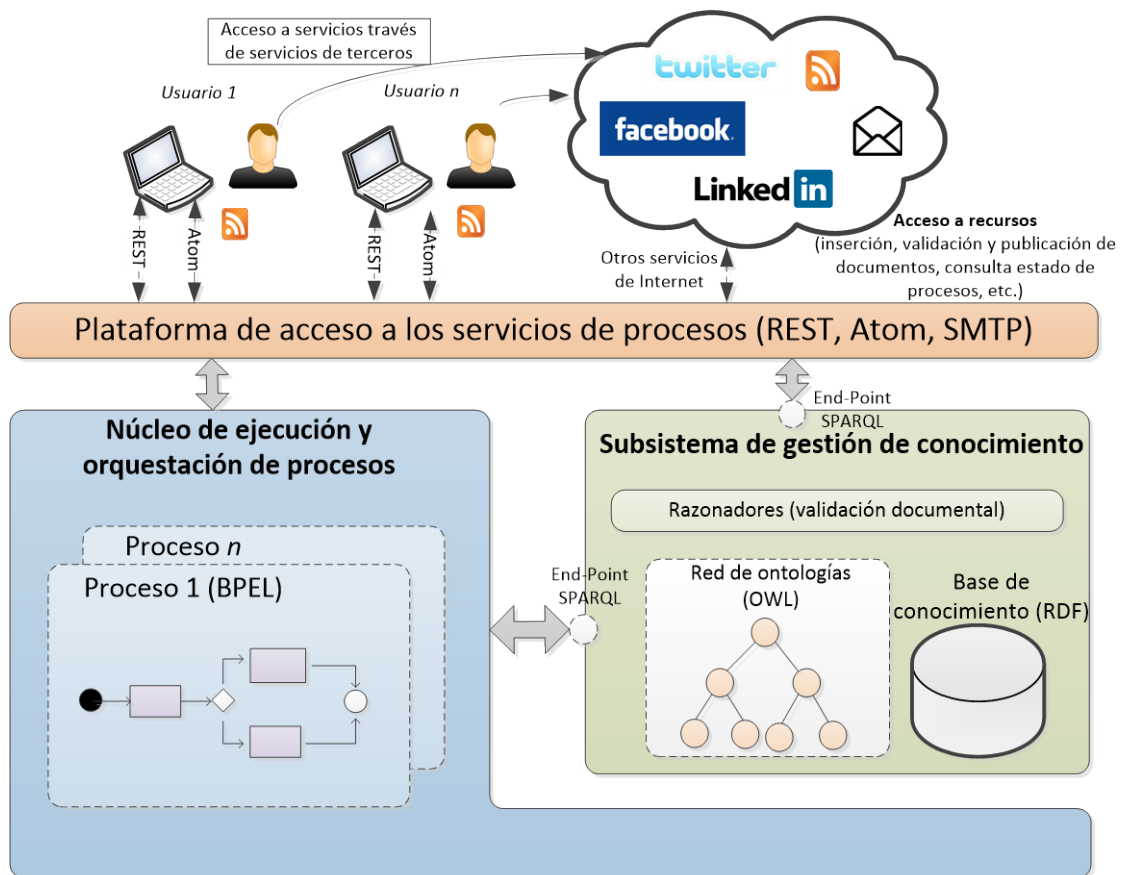 Acceso a servicios través
de servicios de terceros
Usuario 1
Usuario n
twitter
facebook.
Linked in
REST
Atom
REST
Atom
Otros servicios
de Internet
Acceso a recursos
(inserción, validación y publicación de
documentos, consulta estado de
procesos, etc.)
Plataforma de acceso a los servicios de procesos (REST, Atom, SMTP)
Núcleo de ejecución y
orquestación de procesos
Proceso n
Proceso 1 (BPEL)
End-Point
SPARQL
End-Point
SPARQL
Subsistema de gestión de conocimiento
Razonadores (validación documental)
Red de ontologías
(OWL)
Base de
conocimiento (RDF)